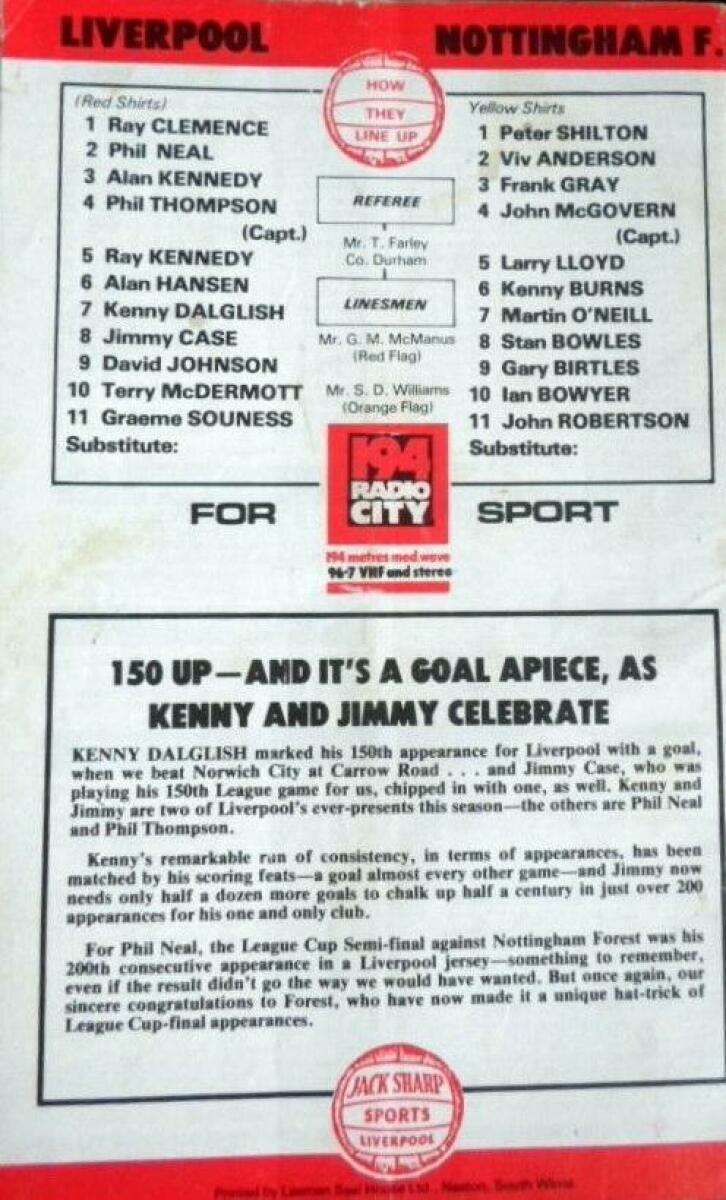 LIVERPOOL
NOTTINGHAM F.
HOW
THEY
LINE UP
(Red Shirts)
1 Ray CLEMENCE
2 Phil NEAL
3 Alan KENNEDY
4 Phil THOMPSON
(Capt.)
5 Ray KENNEDY
6 Alan HANSEN
7 Kenny DALGLISH
8 Jimmy CASE
9 David JOHNSON
10 Terry McDERMOTT
11 Graeme SOUNESS
Substitute:
REFEREE
Mr. T. Farley
Co. Durham
LINESMEN
Mr. G. M. McManus
(Red Flag)
Mr. S. D. Williams
(Orange Flag)
Yellow Shirts
1 Peter SHILTON
2 Viv ANDERSON
3 Frank GRAY
4 John McGOVERN
(Capt.)
5 Larry LLOYD
6 Kenny BURNS
7 Martin O'NEILL
8 Stan BOWLES
9 Gary BIRTLES
10 Ian BOWYER
11 John ROBERTSON
Substitute:
FOR
194
RADIO
CITY
SPORT
194 metres med.wave
96·7 VHF and stereo
150 UP—AND IT'S A GOAL APIECE, AS
KENNY AND JIMMY CELEBRATE
KENNY DALGLISH marked his 150th appearance for Liverpool with a goal,
when we beat Norwich City at Carrow Road . . . and Jimmy Case, who was
playing his 150th League game for us, chipped in with one, as well. Kenny and
Jimmy are two of Liverpool's ever-presents this season—the others are Phil Neal
and Phil Thompson.
Kenny's remarkable run of consistency, in terms of appearances, has been
matched by his scoring feats—a goal almost every other game—and Jimmy now
needs only half a dozen more goals to chalk up half a century in just over 200
appearances for his one and only club.
For Phil Neal, the League Cup Semi-final against Nottingham Forest was his
200th consecutive appearance in a Liverpool jersey—something to remember,
even if the result didn't go the way we would have wanted. But once again, our
sincere congratulations to Forest, who have now made it a unique hat-trick of
League Cup-final appearances.
JACK SHARP
SPORTS
LIVERPOOL
Printed by
House Ltd., Neston, South Wirral